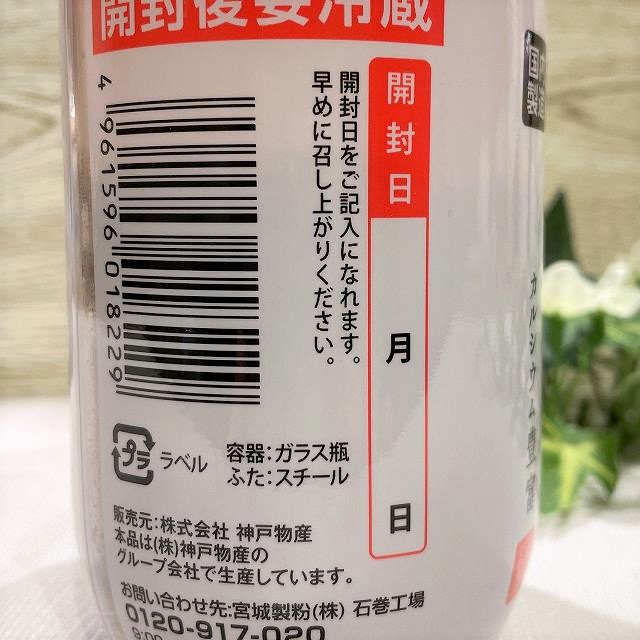 開封後要冷蔵
開封日
月
日
開封日をご記入になれます。
早めに召し上がりください。
4 961596 018229
プラ ラベル
容器:ガラス瓶
ふた:スチール
販売元:株式会社 神戸物産
本品は(株)神戸物産の
グループ会社で生産しています。
お問い合わせ先:宮城製粉(株) 石巻工場
0120-917-020
9:00
国内
製造
カルシウム豊富